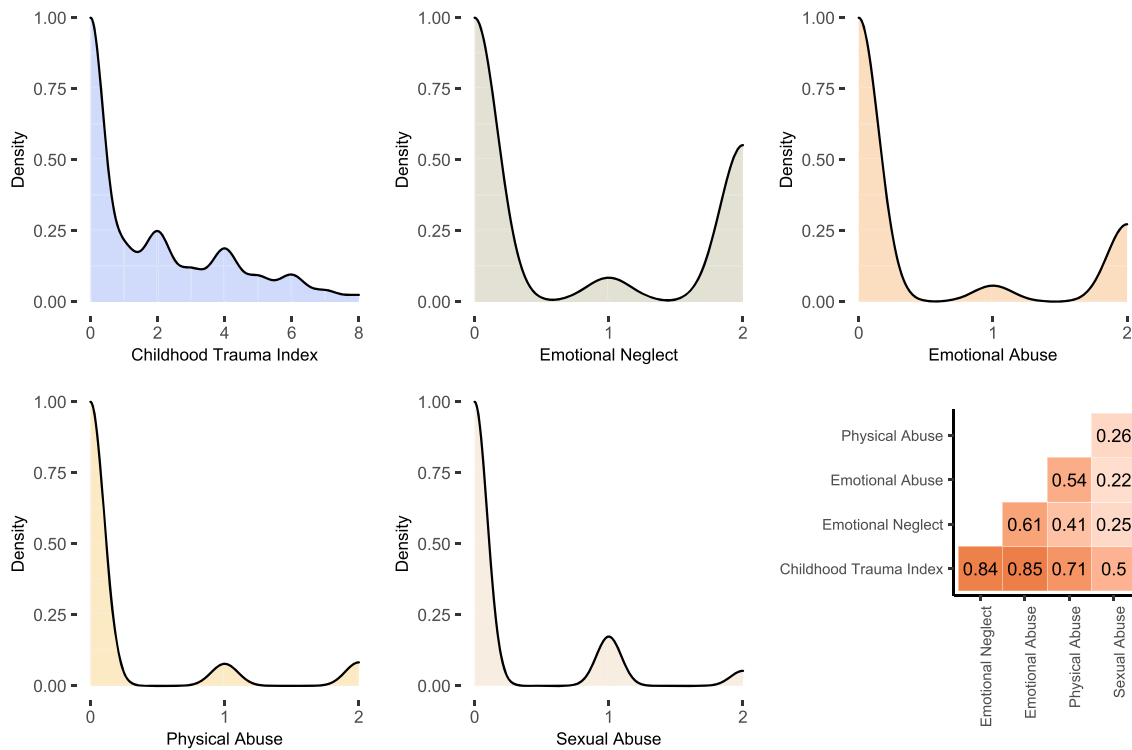 1.00
0.75
0.50
0.25
0.00
Density
0 2 4 6 8
Childhood Trauma Index
1.00
0.75
0.50
0.25
0.00
Density
0 1 2
Emotional Neglect
1.00
0.75
0.50
0.25
0.00
Density
0 1 2
Emotional Abuse
1.00
0.75
0.50
0.25
0.00
Density
0 1 2
Physical Abuse
1.00
0.75
0.50
0.25
0.00
Density
0 1 2
Sexual Abuse
Physical Abuse 0.26
Emotional Abuse 0.54 0.22
Emotional Neglect 0.61 0.41 0.25
Childhood Trauma Index 0.84 0.85 0.71 0.5
Emotional Neglect
Emotional Abuse
Physical Abuse
Sexual Abuse